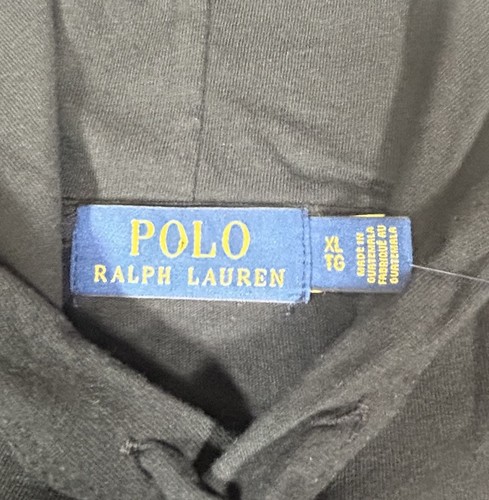 POLO
RALPH LAUREN
XL
TG
MADE IN
GUATEMALA
FABRIQUÉ AU
GUATEMALA